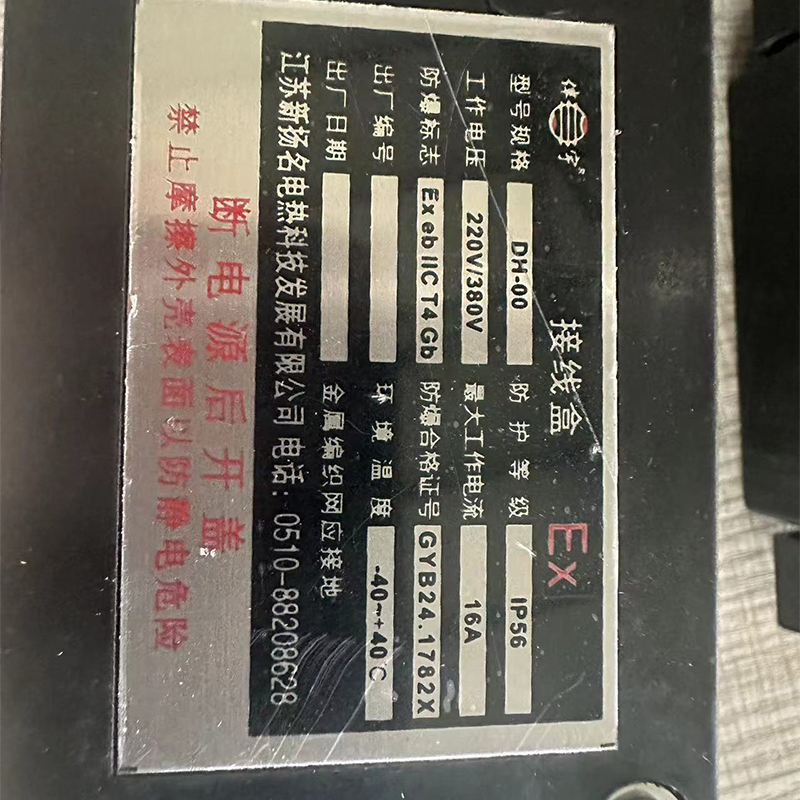 佳宇 接线盒 Ex
型号规格 DH-00 防护等级 IP56
工作电压 220V/380V 最大工作电流 16A
防爆标志 Ex eb IIC T4 Gb 防爆合格证号 GYB24.1782X
出厂编号 环境温度 -40~+40℃
出厂日期 金属编织网应接地
江苏新扬名电热科技发展有限公司 电话：0510-88208628
断电源后开盖
禁止摩擦外壳表面以防静电危险